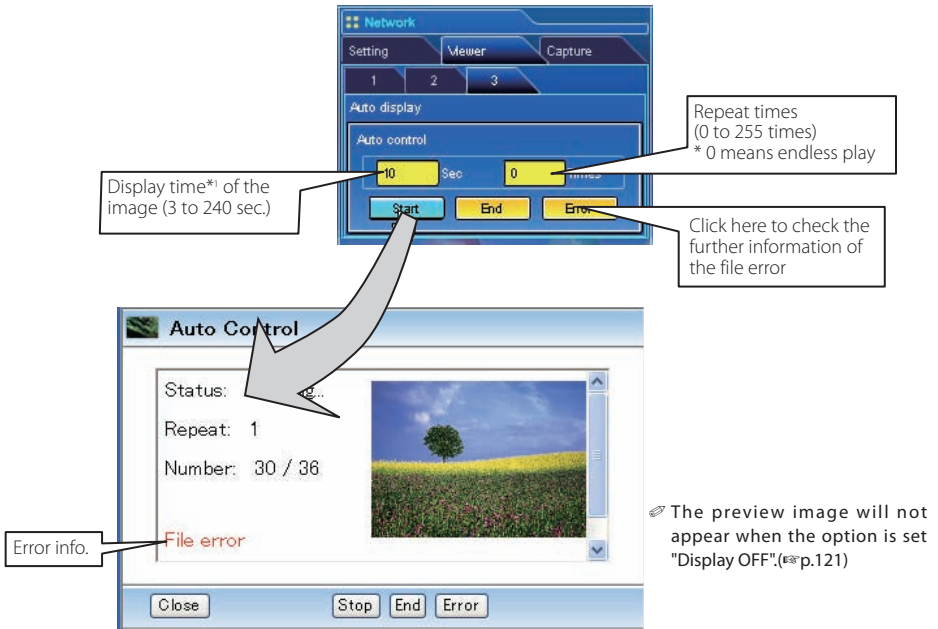 Network
Setting Viewer Capture
1 2 3
Auto display
Auto control
10 Sec 0 Times
Start End Error
Repeat times
(0 to 255 times)
* 0 means endless play
Display time*¹ of the
image (3 to 240 sec.)
Click here to check the
further information of
the file error
Auto Control
Status:
Repeat: 1
Number: 30 / 36
File error
Error info.
Close Stop End Error
The preview image will not
appear when the option is set
"Display OFF".(☞p.121)